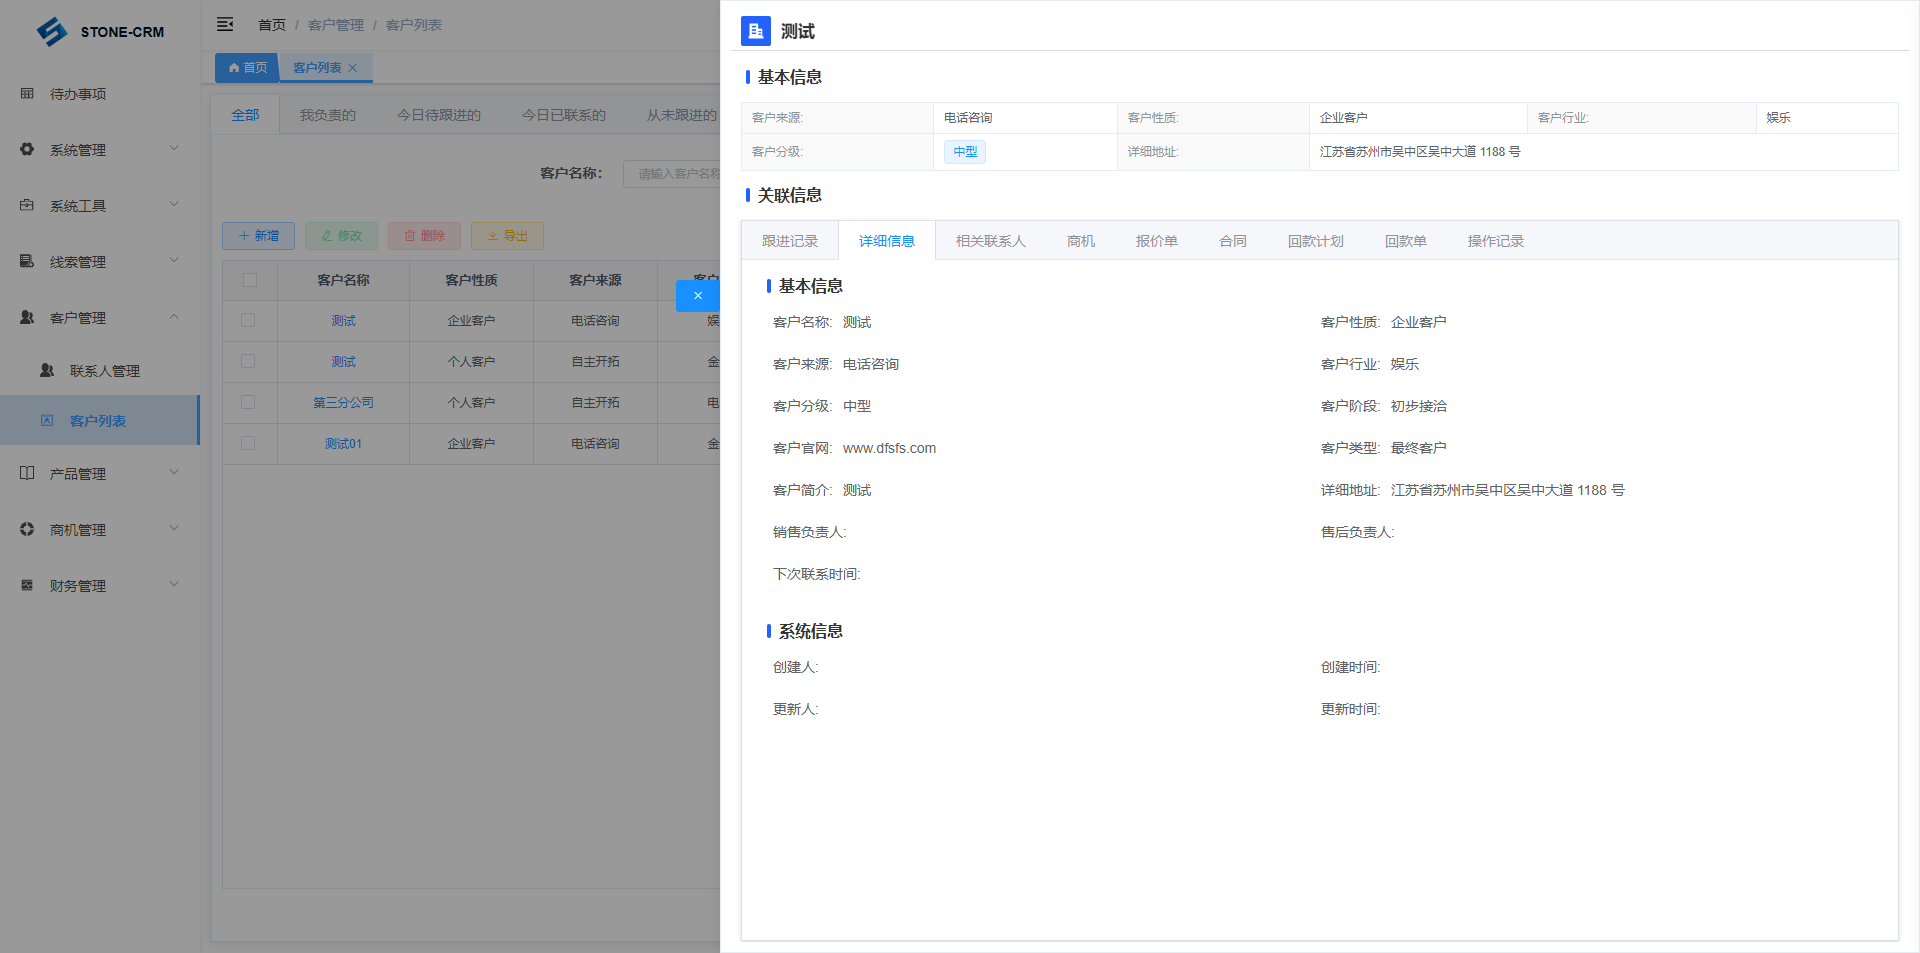 STONE-CRM
待办事项
系统管理
系统工具
线索管理
客户管理
联系人管理
客户列表
产品管理
商机管理
财务管理
首页 / 客户管理 / 客户列表
首页 客户列表
全部 我负责的 今日待跟进的 今日已联系的 从未跟进的
客户名称: 请输入客户名称
新增 修改 删除 导出
客户名称 客户性质 客户来源 客户
测试 企业客户 电话咨询 娱
测试 个人客户 自主开拓 金
第三分公司 个人客户 自主开拓 电
测试01 企业客户 电话咨询 金
测试
基本信息
客户来源: 电话咨询 客户性质: 企业客户 客户行业: 娱乐
客户分级: 中型 详细地址: 江苏省苏州市吴中区吴中大道 1188 号
关联信息
跟进记录 详细信息 相关联系人 商机 报价单 合同 回款计划 回款单 操作记录
基本信息
客户名称: 测试 客户性质: 企业客户
客户来源: 电话咨询 客户行业: 娱乐
客户分级: 中型 客户阶段: 初步接洽
客户官网: www.dfsfs.com 客户类型: 最终客户
客户简介: 测试 详细地址: 江苏省苏州市吴中区吴中大道 1188 号
销售负责人: 售后负责人:
下次联系时间:
系统信息
创建人: 创建时间:
更新人: 更新时间: